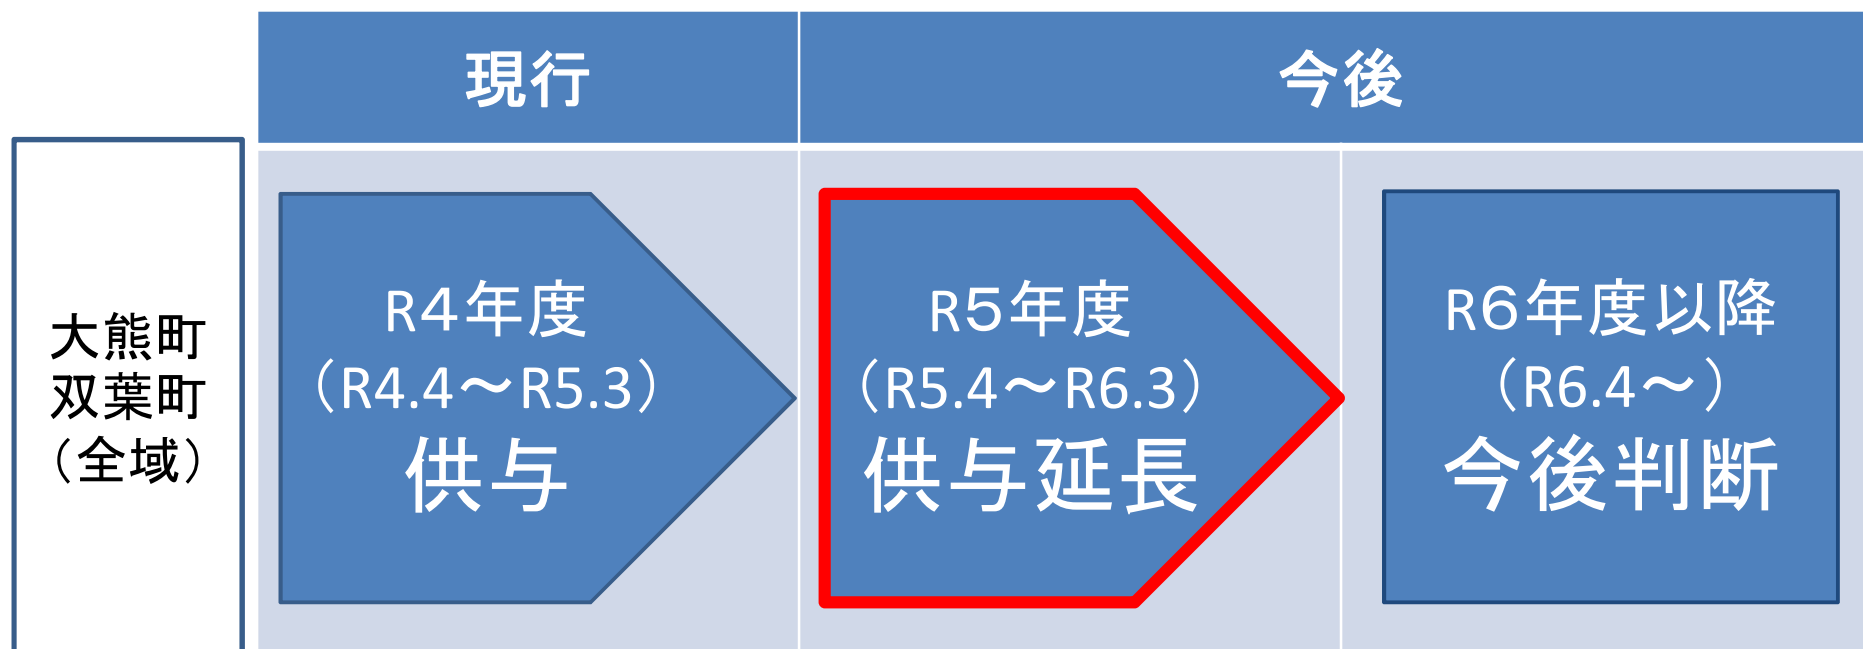 現行
今後
大熊町
双葉町
（全域）
R４年度
（R4.4～R5.3）
供与
R５年度
（R5.4～R6.3）
供与延長
R６年度以降
（R6.4～）
今後判断